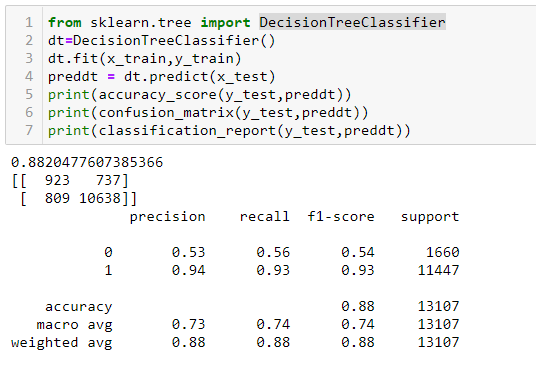 1 from sklearn.tree import DecisionTreeClassifier
2 dt=DecisionTreeClassifier()
3 dt.fit(x_train,y_train)
4 preddt = dt.predict(x_test)
5 print(accuracy_score(y_test,preddt))
6 print(confusion_matrix(y_test,preddt))
7 print(classification_report(y_test,preddt))
0.8820477607385366
[[ 923 737]
[ 809 10638]]
precision recall f1-score support
0 0.53 0.56 0.54 1660
1 0.94 0.93 0.93 11447
accuracy 0.88 13107
macro avg 0.73 0.74 0.74 13107
weighted avg 0.88 0.88 0.88 13107